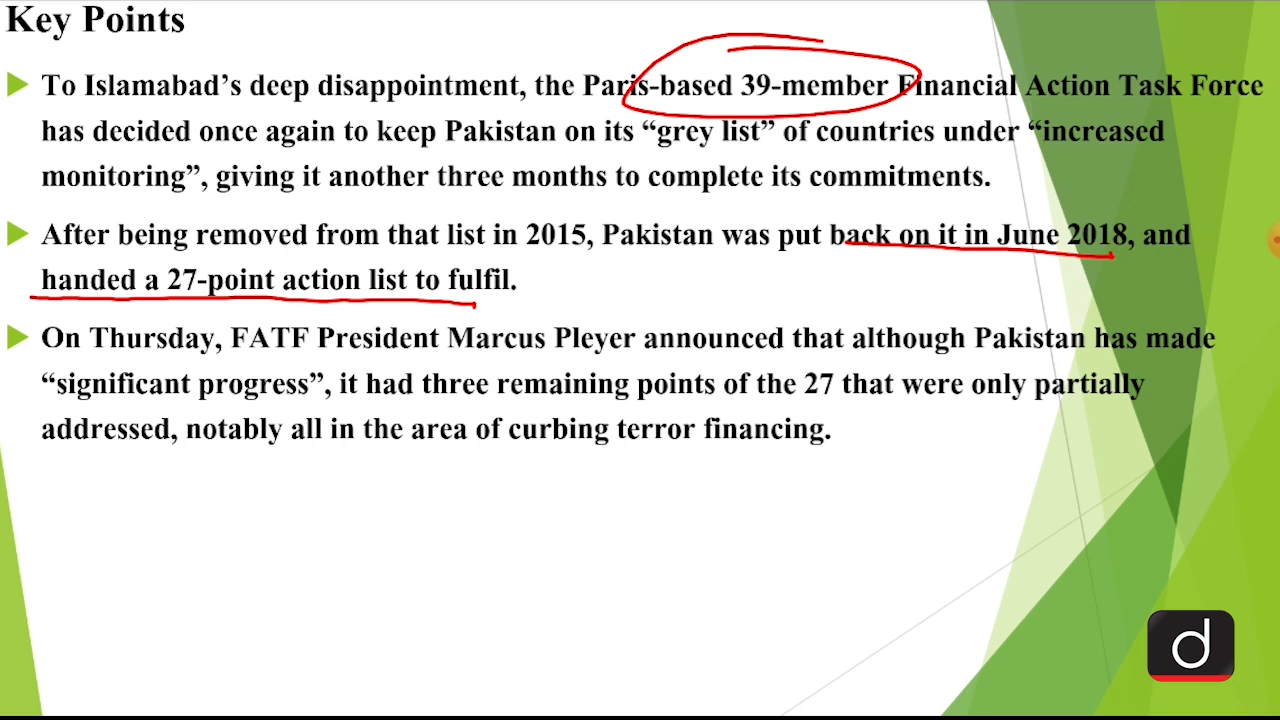 Key Points
To Islamabad’s deep disappointment, the Paris-based 39-member Financial Action Task Force
has decided once again to keep Pakistan on its “grey list” of countries under “increased
monitoring”, giving it another three months to complete its commitments.
After being removed from that list in 2015, Pakistan was put back on it in June 2018, and
handed a 27-point action list to fulfil.
On Thursday, FATF President Marcus Pleyer announced that although Pakistan has made
“significant progress”, it had three remaining points of the 27 that were only partially
addressed, notably all in the area of curbing terror financing.
d